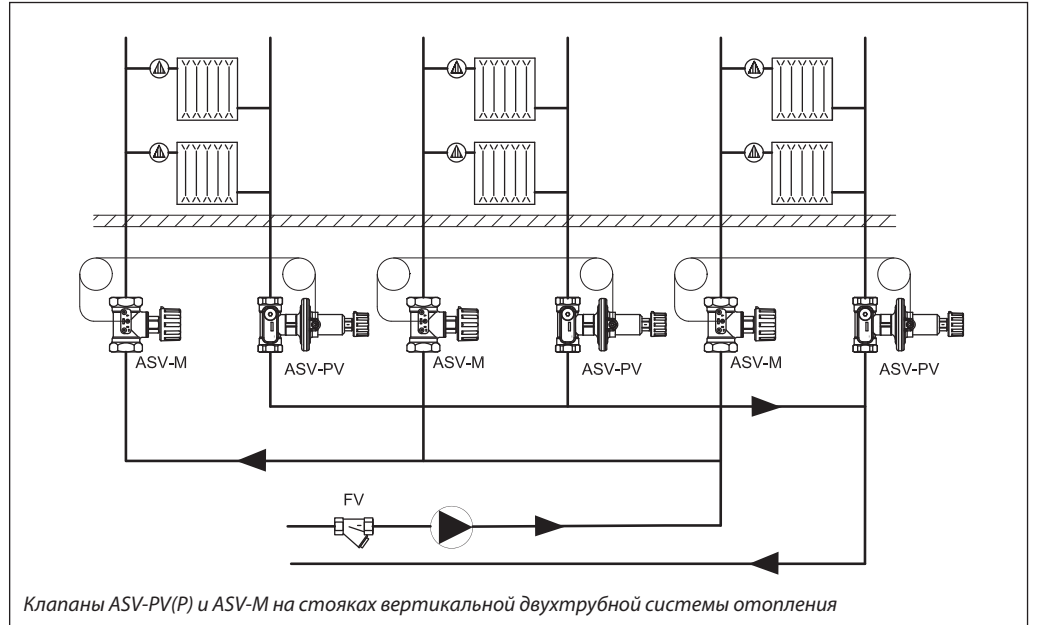 ASV-M
ASV-PV
ASV-M
ASV-PV
ASV-M
ASV-PV
FV
Клапаны ASV-PV(P) и ASV-M на стояках вертикальной двухтрубной системы отопления